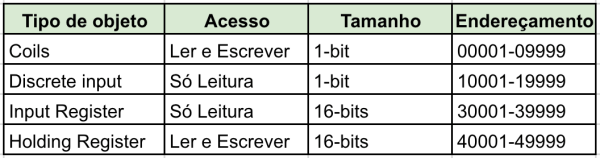 Tipo de objeto Acesso Tamanho Endereçamento
Coils Ler e Escrever 1-bit 00001-09999
Discrete input Só Leitura 1-bit 10001-19999
Input Register Só Leitura 16-bits 30001-39999
Holding Register Ler e Escrever 16-bits 40001-49999